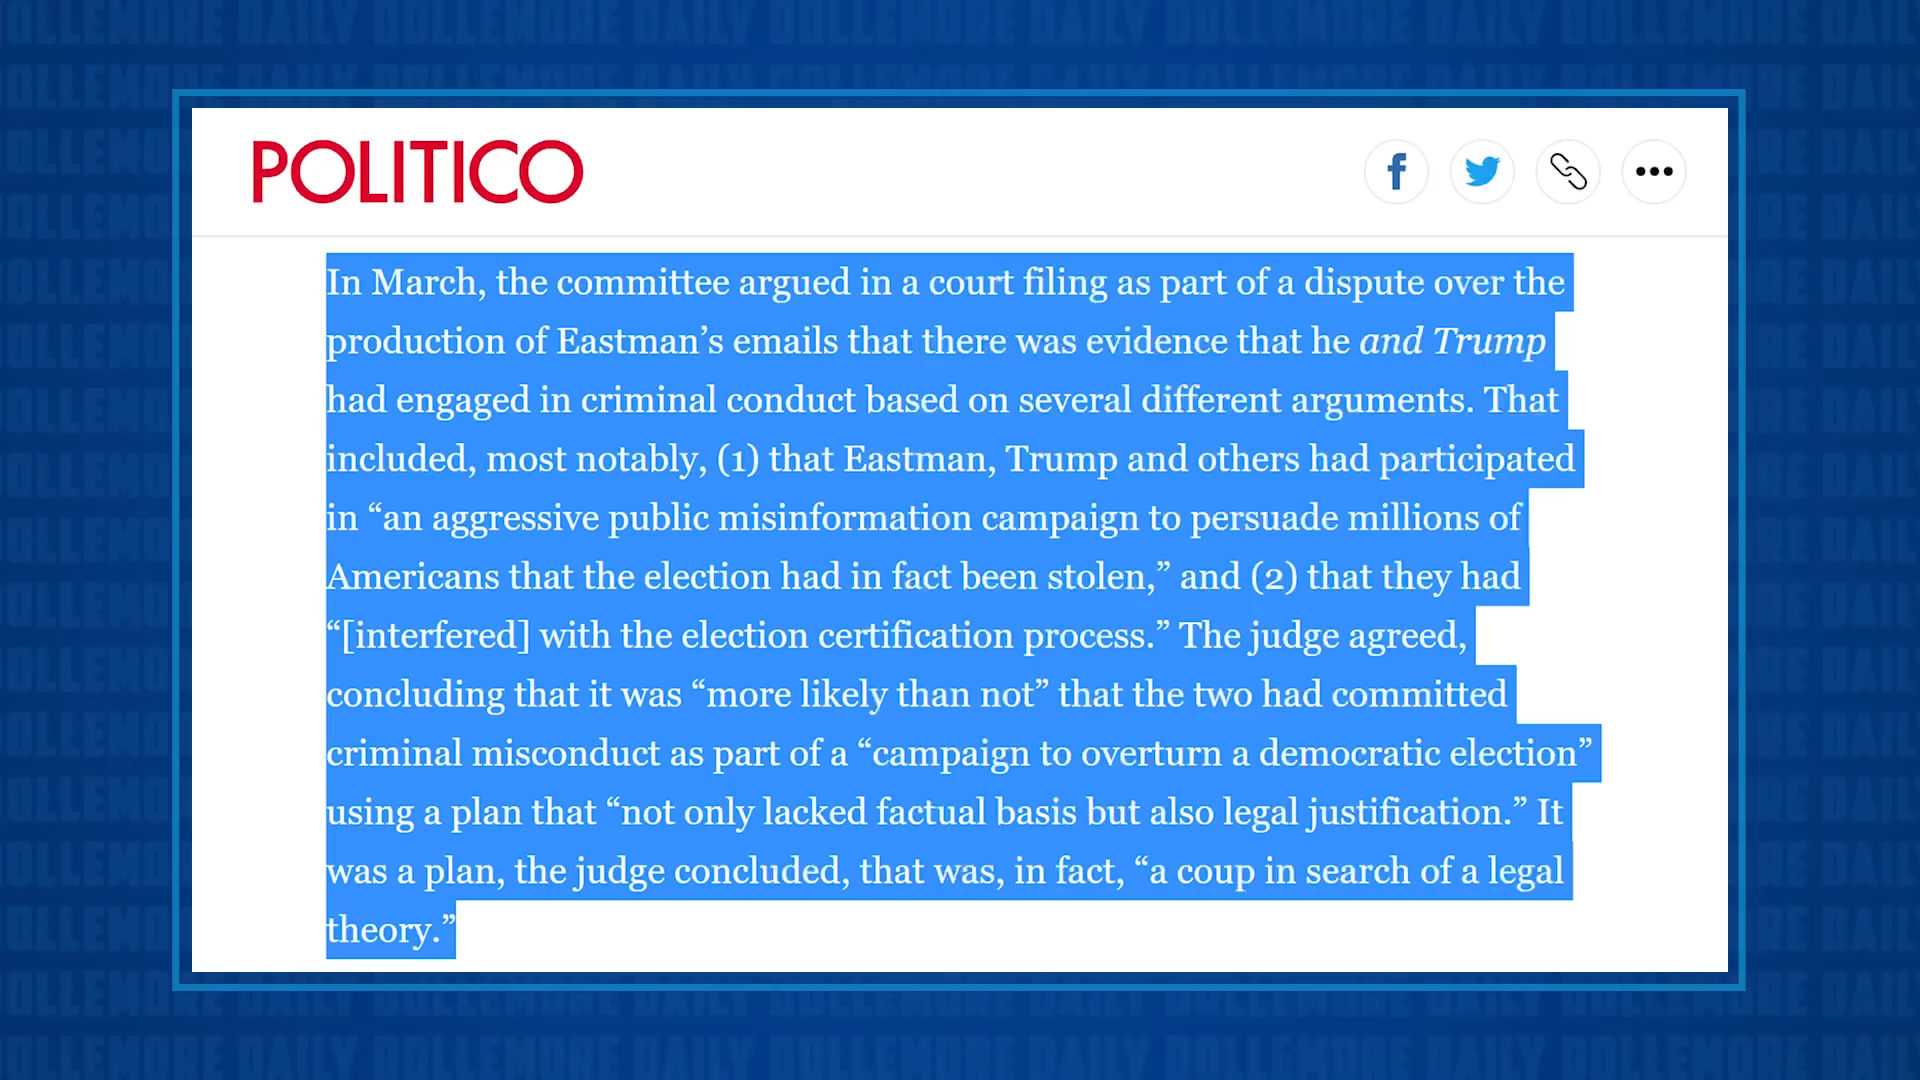 POLITICO
In March, the committee argued in a court filing as part of a dispute over the
production of Eastman’s emails that there was evidence that he and Trump
had engaged in criminal conduct based on several different arguments. That
included, most notably, (1) that Eastman, Trump and others had participated
in “an aggressive public misinformation campaign to persuade millions of
Americans that the election had in fact been stolen,” and (2) that they had
“[interfered] with the election certification process.” The judge agreed,
concluding that it was “more likely than not” that the two had committed
criminal misconduct as part of a “campaign to overturn a democratic election”
using a plan that “not only lacked factual basis but also legal justification.” It
was a plan, the judge concluded, that was, in fact, “a coup in search of a legal
theory.”
DOLLEMORE DAILY